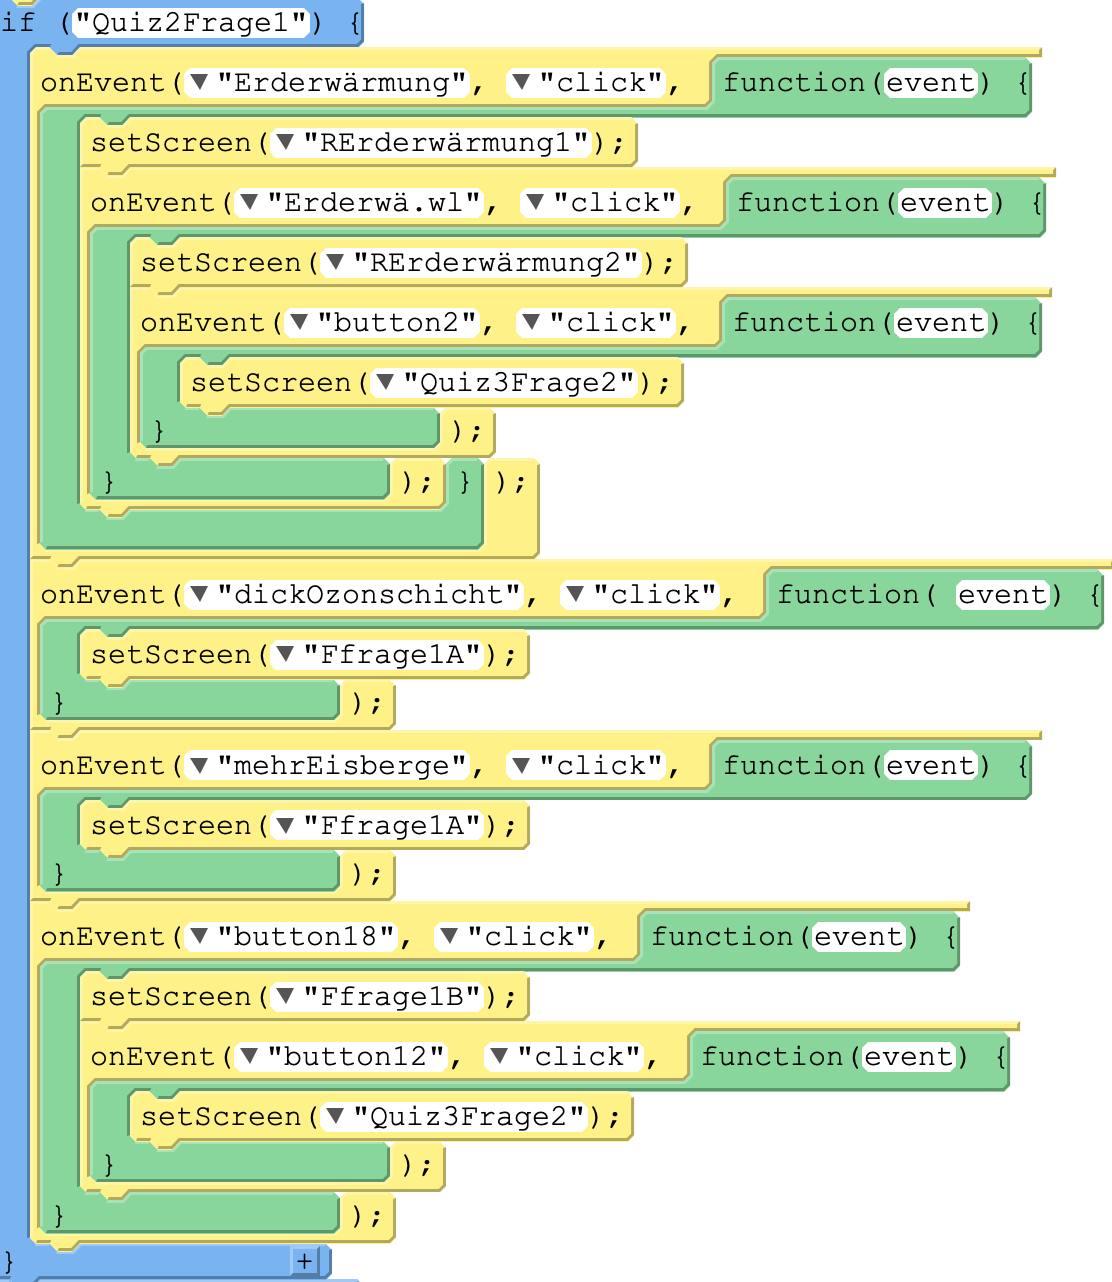 if ("Quiz2Frage1") {
onEvent(▼"Erderwärmung", ▼"click", function(event) {
setScreen(▼"RErderwärmung1");
onEvent(▼"Erderwä.wl", ▼"click", function(event) {
setScreen(▼"RErderwärmung2");
onEvent(▼"button2", ▼"click", function(event) {
setScreen(▼"Quiz3Frage2");
} );
} ); } );
onEvent(▼"dickOzonschicht", ▼"click", function( event) {
setScreen(▼"Ffrage1A");
} );
onEvent(▼"mehrEisberge", ▼"click", function(event) {
setScreen(▼"Ffrage1A");
} );
onEvent(▼"button18", ▼"click", function(event) {
setScreen(▼"Ffrage1B");
onEvent(▼"button12", ▼"click", function(event) {
setScreen(▼"Quiz3Frage2");
} );
} );
} +